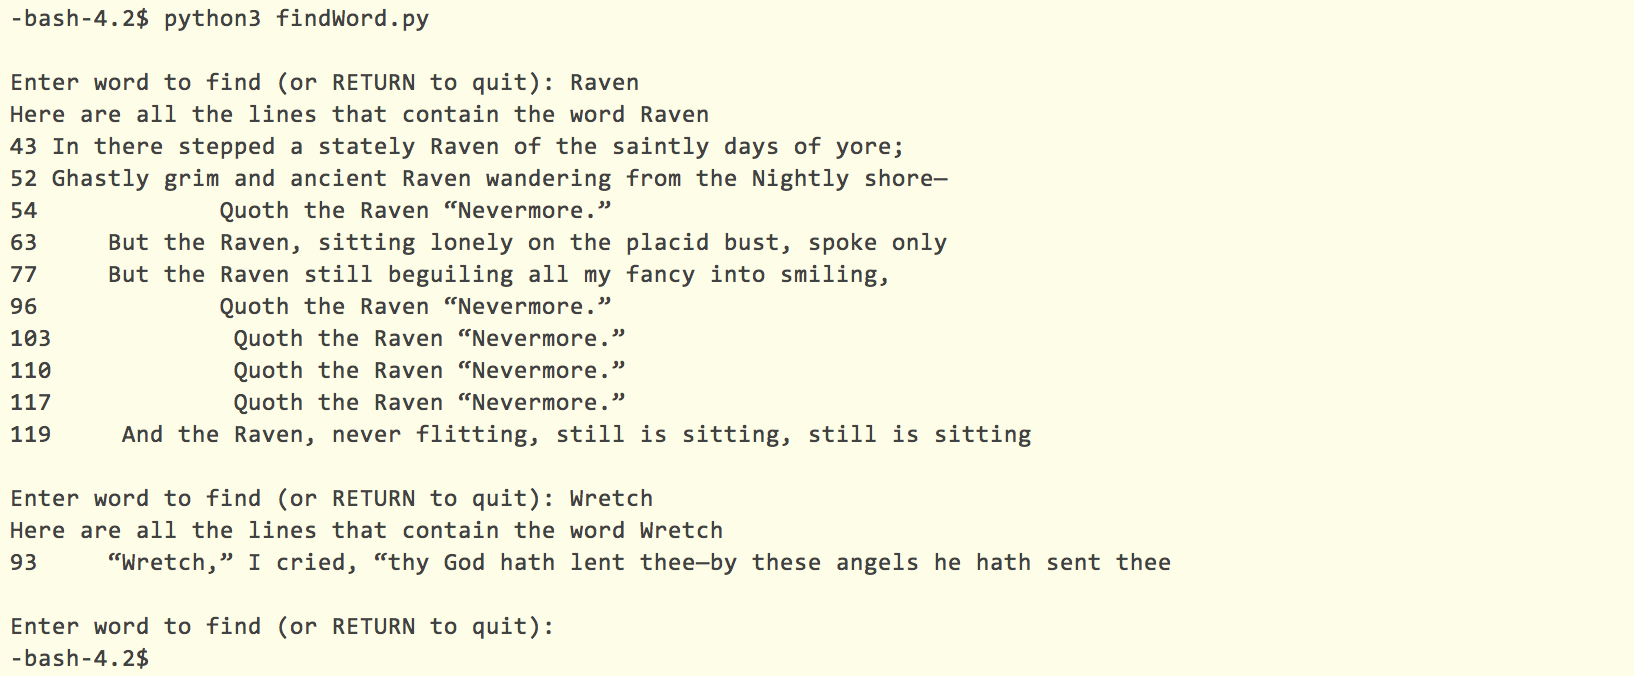 -bash-4.2$ python3 findWord.py

Enter word to find (or RETURN to quit): Raven
Here are all the lines that contain the word Raven
43 In there stepped a stately Raven of the saintly days of yore;
52 Ghastly grim and ancient Raven wandering from the Nightly shore—
54             Quoth the Raven “Nevermore.”
63     But the Raven, sitting lonely on the placid bust, spoke only
77     But the Raven still beguiling all my fancy into smiling,
96             Quoth the Raven “Nevermore.”
103             Quoth the Raven “Nevermore.”
110             Quoth the Raven “Nevermore.”
117             Quoth the Raven “Nevermore.”
119     And the Raven, never flitting, still is sitting, still is sitting

Enter word to find (or RETURN to quit): Wretch
Here are all the lines that contain the word Wretch
93     “Wretch,” I cried, “thy God hath lent thee—by these angels he hath sent thee

Enter word to find (or RETURN to quit):
-bash-4.2$